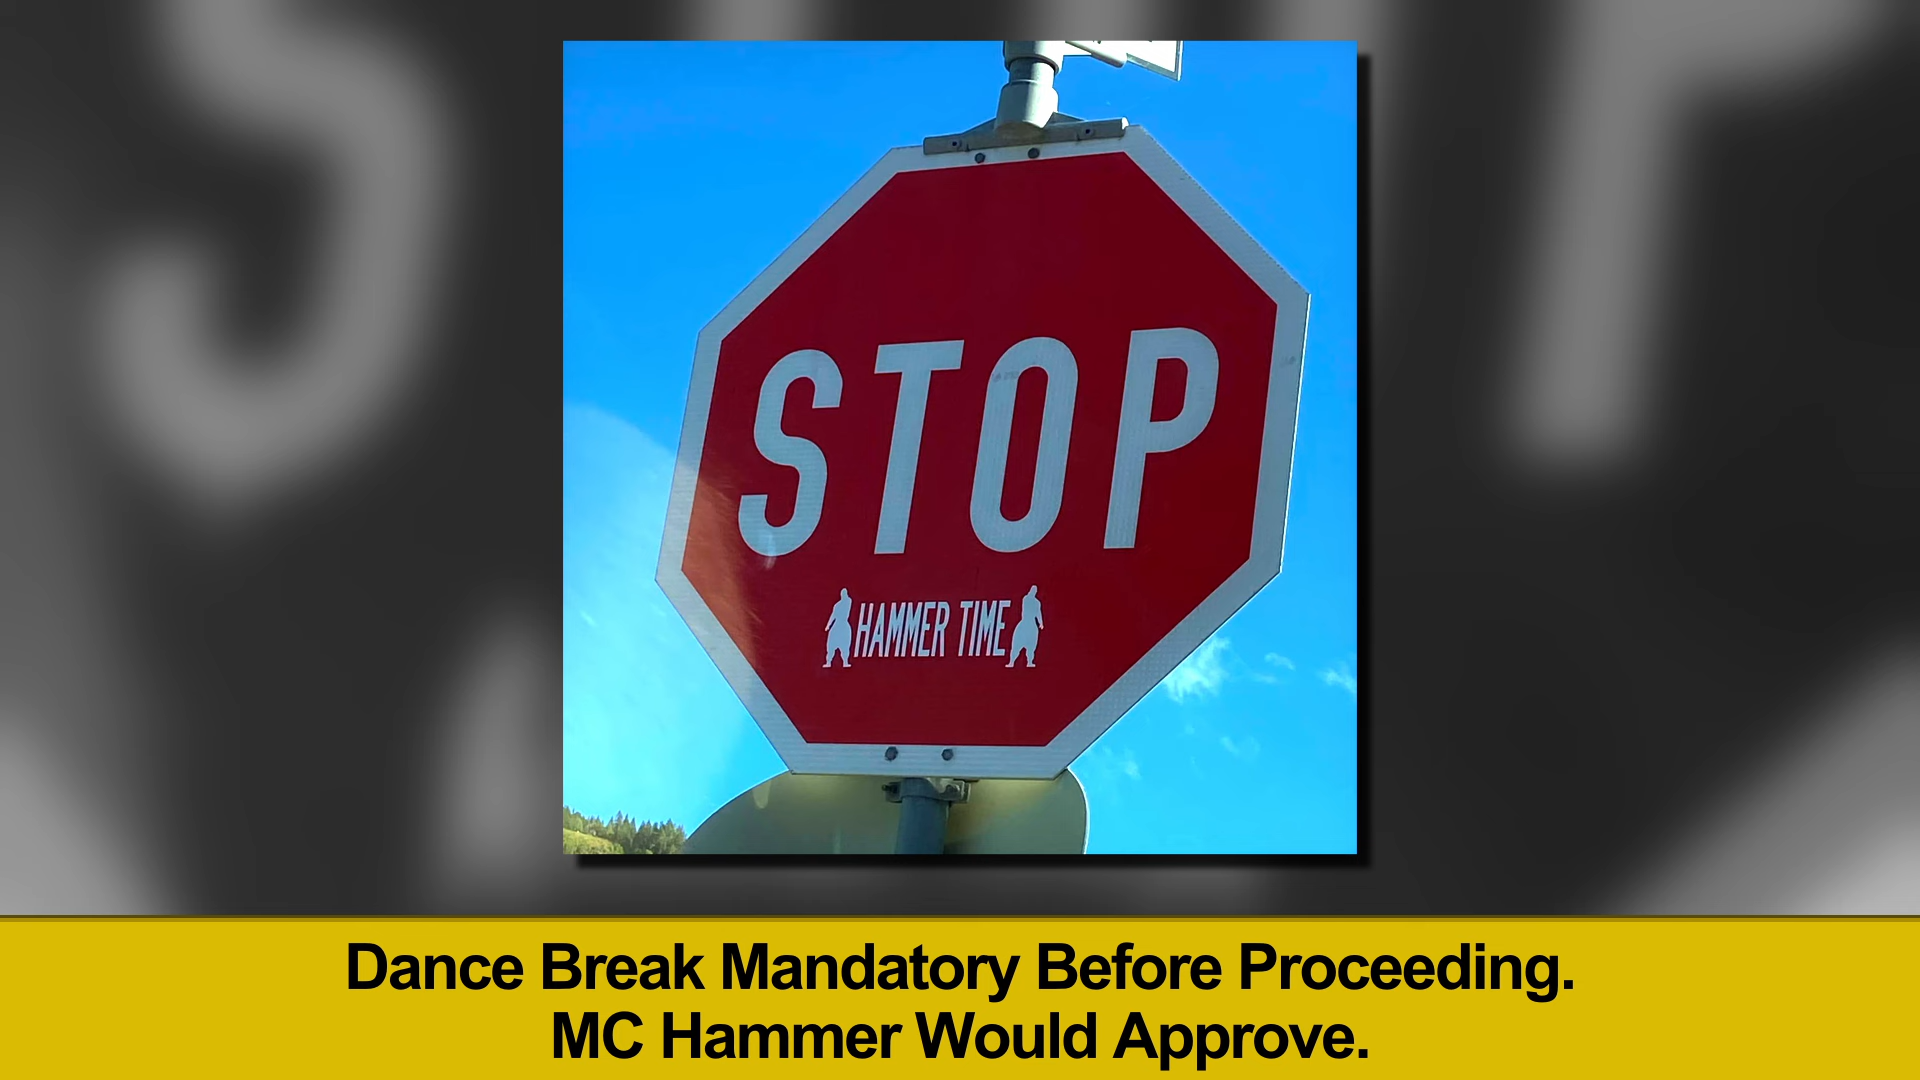 STOP
HAMMER TIME
Dance Break Mandatory Before Proceeding.
MC Hammer Would Approve.